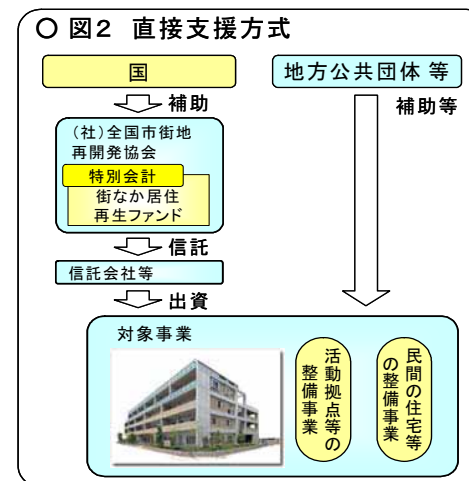 ○ 図2 直接支援方式
国
地方公共団体 等
補助
補助等
(社)全国市街地
再開発協会
特別会計
街なか居住
再生ファンド
信託
信託会社等
出資
対象事業
活動拠点等の
整備事業
民間の住宅等
の整備事業